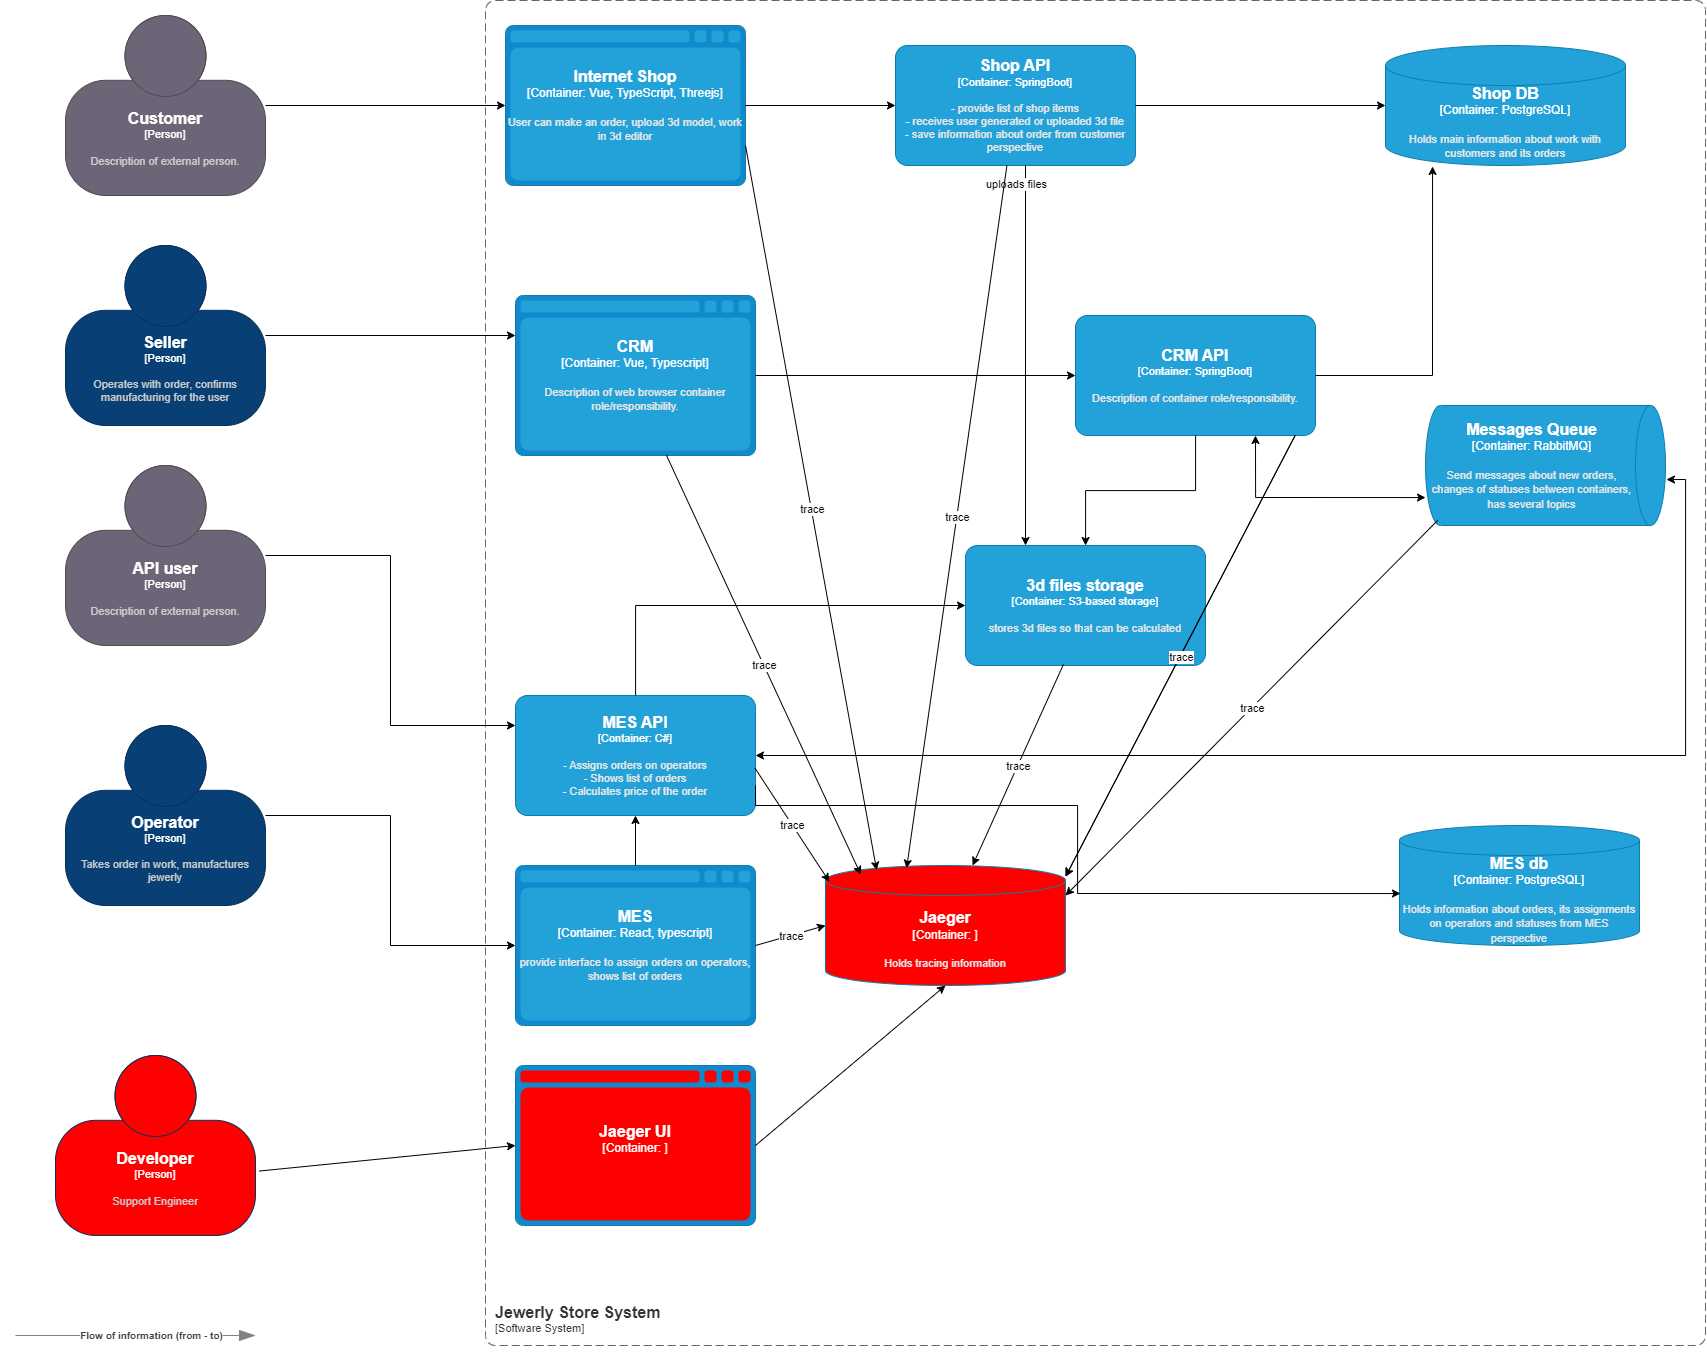 Customer
[Person]
Description of external person.
Internet Shop
[Container: Vue, TypeScript, Threejs]
User can make an order, upload 3d model, work
in 3d editor
Shop API
[Container: SpringBoot]
- provide list of shop items
- receives user generated or uploaded 3d file
- save information about order from customer
perspective
Shop DB
[Container: PostgreSQL]
Holds main information about work with
customers and its orders
uploads files
Seller
[Person]
Operates with order, confirms
manufacturing for the user
CRM
[Container: Vue, Typescript]
Description of web browser container
role/responsibility.
CRM API
[Container: SpringBoot]
Description of container role/responsibility.
Messages Queue
[Container: RabbitMQ]
Send messages about new orders,
changes of statuses between containers,
has several topics
trace
trace
API user
[Person]
Description of external person.
3d files storage
[Container: S3-based storage]
stores 3d files so that can be calculated
trace
trace
trace
MES API
[Container: C#]
- Assigns orders on operators
- Shows list of orders
- Calculates price of the order
trace
trace
Operator
[Person]
Takes order in work, manufactures
jewerly
MES
[Container: React, typescript]
provide interface to assign orders on operators,
shows list of orders
trace
Jaeger
[Container: ]
Holds tracing information
MES db
[Container: PostgreSQL]
Holds information about orders, its assignments
on operators and statuses from MES
perspective
Developer
[Person]
Support Engineer
Jaeger UI
[Container: ]
Jewerly Store System
[Software System]
Flow of information (from - to)